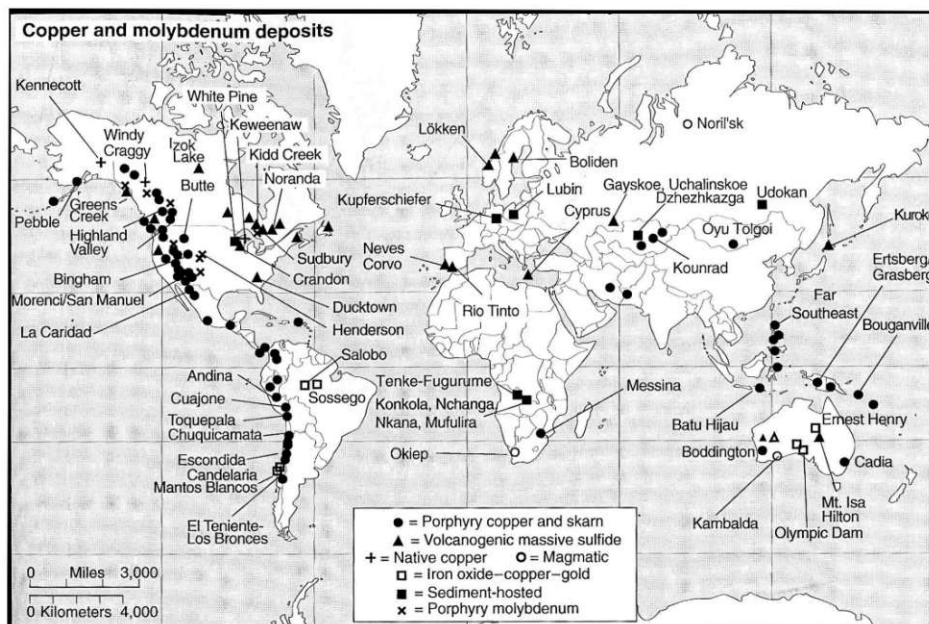 Copper and molybdenum deposits
Kennecott
White Pine
Keweenaw
Windy
Craggy
Izok
Lake
Kidd Creek
Noranda
Butte
Pebble
Greens
Creek
Highland
Valley
Bingham
Morenci/San Manuel
La Caridad
Sudbury
Crandon
Ducktown
Henderson
Lökken
Boliden
Noril'sk
Kupferschiefer
Lubin
Cyprus
Gayskoe, Uchalinskoe
Dzhezhkazga
Udokan
Oyu Tolgoi
Kounrad
Kuroko
Neves
Corvo
Rio Tinto
Ertsberg/
Grasberg
Far
Southeast
Bouganville
Salobo
Sossego
Andina
Cuajone
Toquepala
Chuquicamata
Escondida
Candelaria
Mantos Blancos
El Teniente-
Los Bronces
Tenke-Fugurume
Konkola, Nchanga,
Nkana, Mufulira
Messina
Okiep
Batu Hijau
Boddington
Ernest Henry
Cadia
Kambalda
Mt. Isa
Hilton
Olympic Dam
= Porphyry copper and skarn
= Volcanogenic massive sulfide
= Native copper = Magmatic
= Iron oxide–copper–gold
= Sediment-hosted
= Porphyry molybdenum
0 Miles 3,000
0 Kilometers 4,000